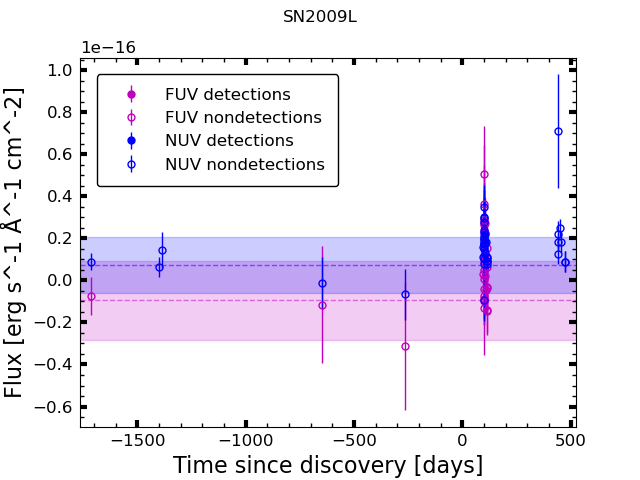 SN2009L
1e−16
1.0
0.8
0.6
0.4
0.2
0.0
−0.2
−0.4
−0.6
Flux [erg s^-1 Å^-1 cm^-2]
FUV detections
FUV nondetections
NUV detections
NUV nondetections
−1500 −1000 −500 0 500
Time since discovery [days]